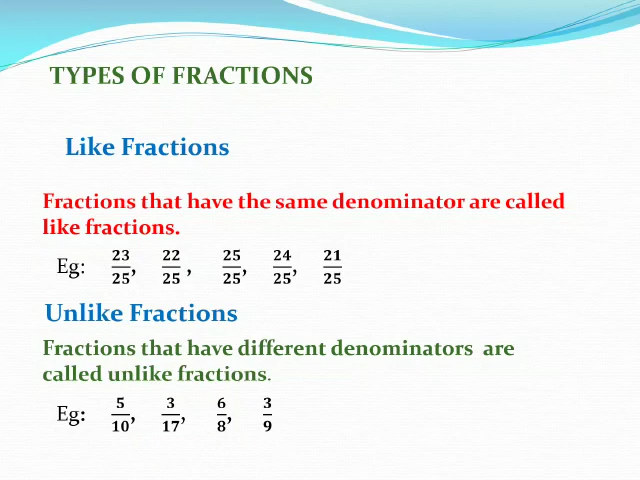 TYPES OF FRACTIONS
Like Fractions
Fractions that have the same denominator are called
like fractions.
Eg: 23/25, 22/25 , 25/25, 24/25, 21/25
Unlike Fractions
Fractions that have different denominators are
called unlike fractions.
Eg: 5/10, 3/17, 6/8, 3/9